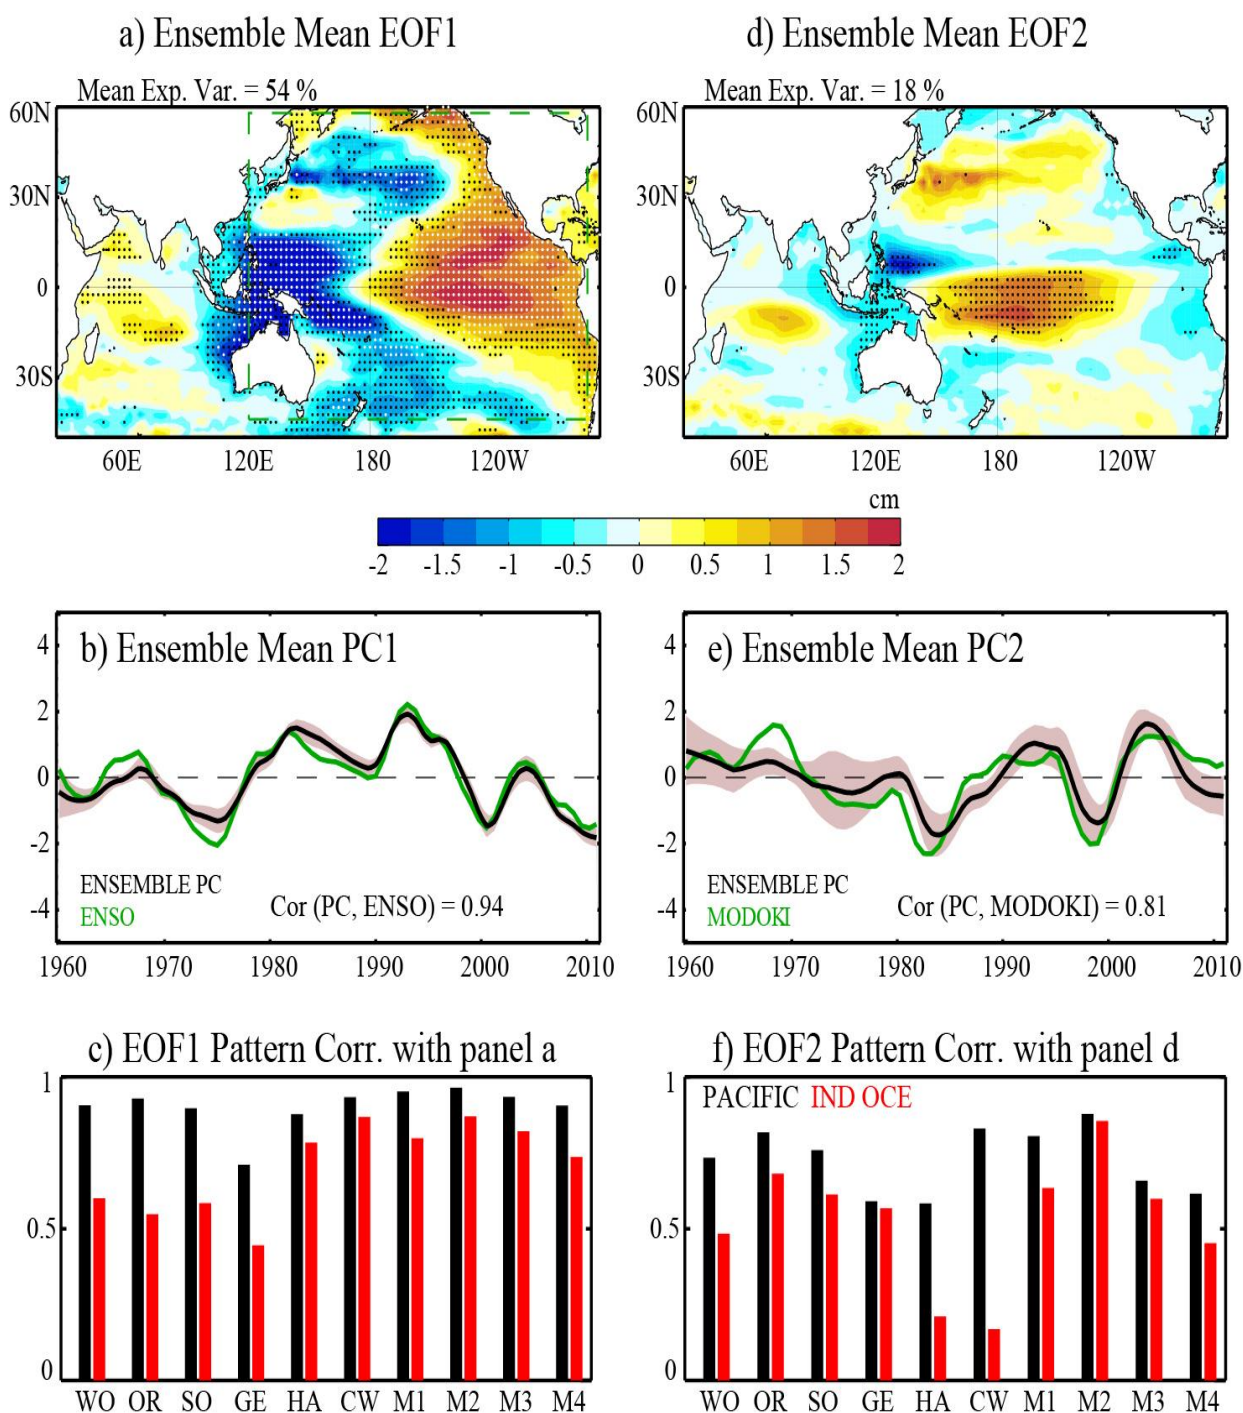 a) Ensemble Mean EOF1
Mean Exp. Var. = 54 %
60N
30N
0
30S
60E 120E 180 120W
d) Ensemble Mean EOF2
Mean Exp. Var. = 18 %
60N
30N
0
30S
60E 120E 180 120W
cm
-2 -1.5 -1 -0.5 0 0.5 1 1.5 2
b) Ensemble Mean PC1
4
2
0
-2
-4
ENSEMBLE PC
ENSO
Cor (PC, ENSO) = 0.94
1960 1970 1980 1990 2000 2010
e) Ensemble Mean PC2
4
2
0
-2
-4
ENSEMBLE PC
MODOKI
Cor (PC, MODOKI) = 0.81
1960 1970 1980 1990 2000 2010
c) EOF1 Pattern Corr. with panel a
1
0.5
0
WO OR SO GE HA CW M1 M2 M3 M4
f) EOF2 Pattern Corr. with panel d
PACIFIC IND OCE
1
0.5
0
WO OR SO GE HA CW M1 M2 M3 M4